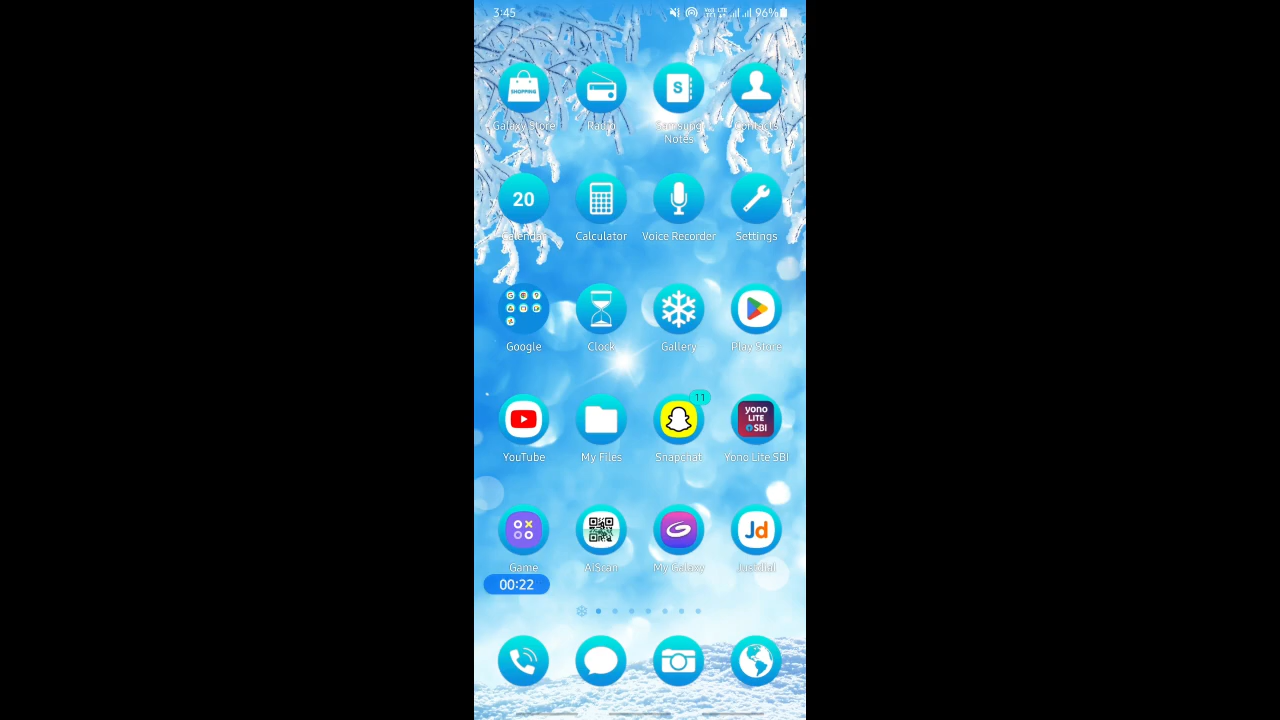 3:45
96%
SHOPPING
S
Galaxy Store
Radio
Samsung
Notes
Contacts
20
Calendar
Calculator
Voice Recorder
Settings
Google
Clock
Gallery
Play Store
11
yono
LITE
SBI
YouTube
My Files
Snapchat
Yono Lite SBI
Jd
Game
AiScan
My Galaxy
Justdial
00:22